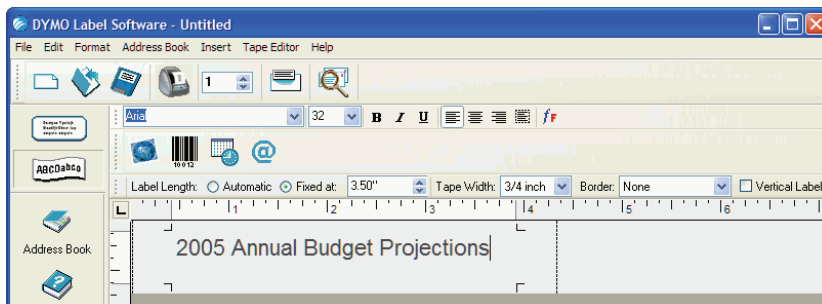 DYMO Label Software - Untitled
File Edit Format Address Book Insert Tape Editor Help
1
Arial 32 B I U fF
10012
ABCDabcd
Label Length: Automatic Fixed at: 3.50" Tape Width: 3/4 inch Border: None Vertical Label
L 1 2 3 4 5 6
Address Book
2005 Annual Budget Projections